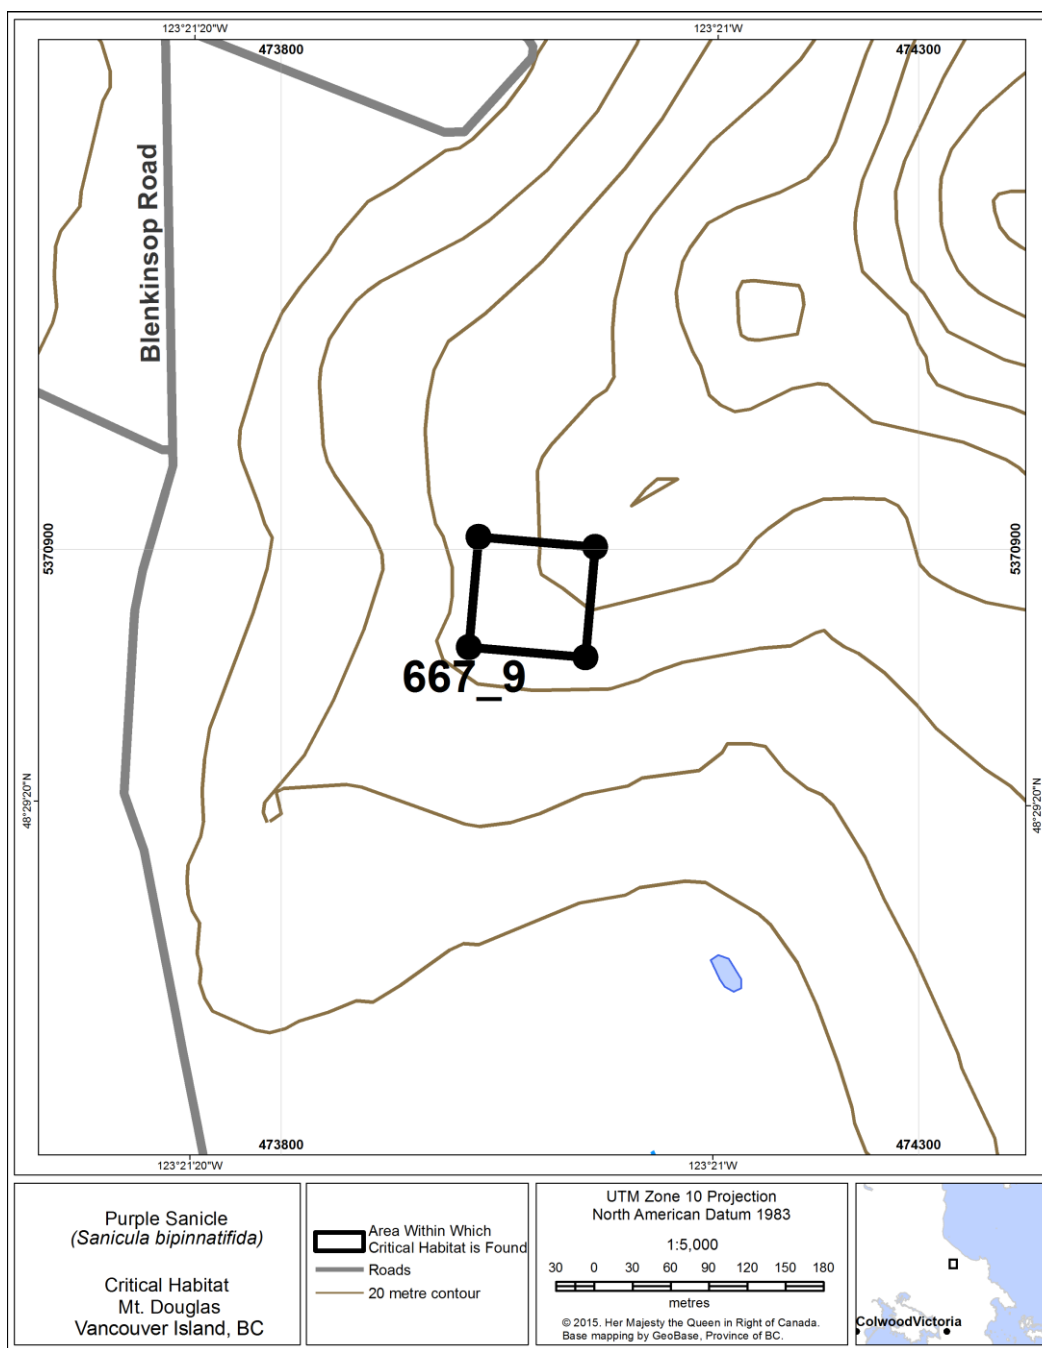 123°21'20"W
123°21'W
473800
474300
Blenkinsop Road
5370900
5370900
667_9
48°29'20"N
48°29'20"N
473800
474300
123°21'20"W
123°21'W
Purple Sanicle
(Sanicula bipinnatifida)
Critical Habitat
Mt. Douglas
Vancouver Island, BC
Area Within Which
Critical Habitat is Found
Roads
20 metre contour
UTM Zone 10 Projection
North American Datum 1983
1:5,000
30 0 30 60 90 120 150 180
metres
© 2015. Her Majesty the Queen in Right of Canada.
Base mapping by GeoBase, Province of BC.
Colwood
Victoria